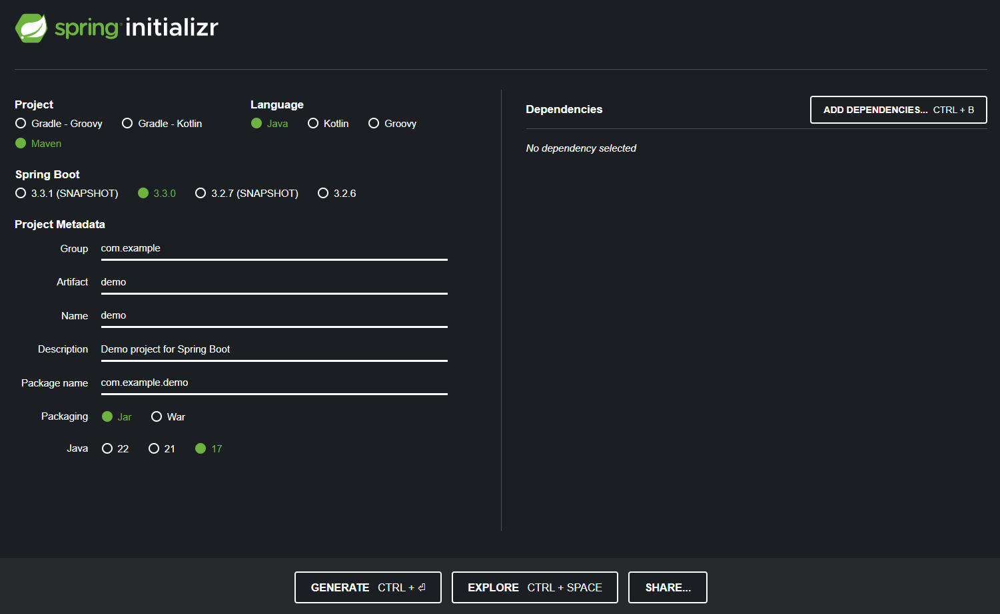 spring initializr
Project
Gradle - Groovy Gradle - Kotlin
Maven
Language
Java Kotlin Groovy
Spring Boot
3.3.1 (SNAPSHOT) 3.3.0 3.2.7 (SNAPSHOT) 3.2.6
Project Metadata
Group com.example
Artifact demo
Name demo
Description Demo project for Spring Boot
Package name com.example.demo
Packaging Jar War
Java 22 21 17
Dependencies
ADD DEPENDENCIES... CTRL + B
No dependency selected
GENERATE CTRL + ⏎
EXPLORE CTRL + SPACE
SHARE...